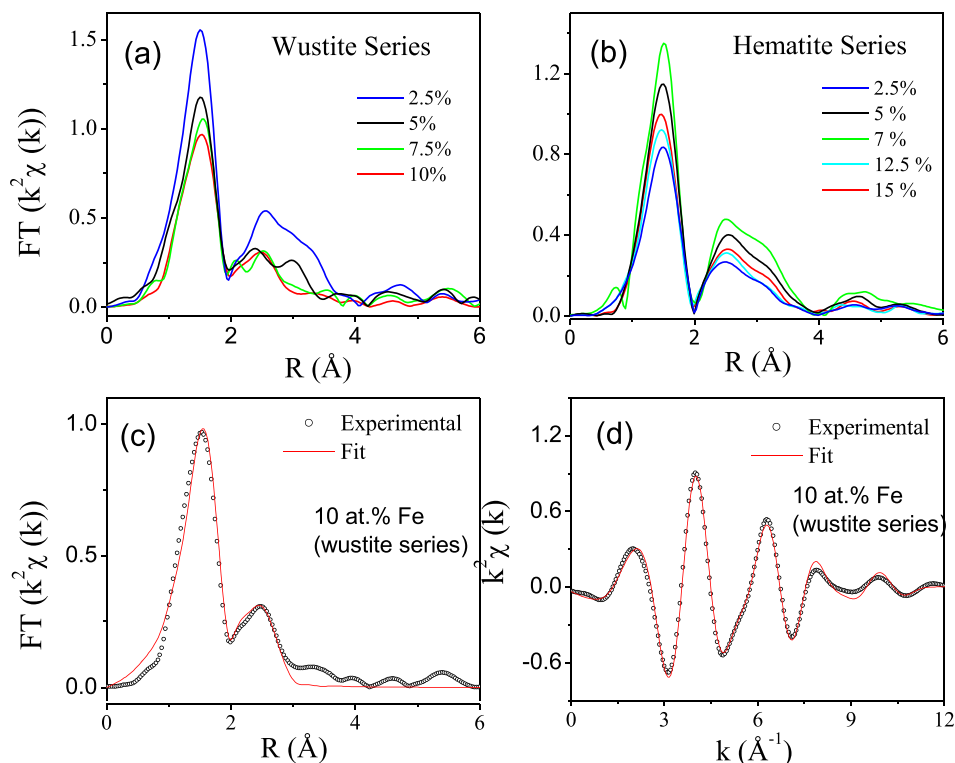 (a)
Wustite Series
2.5%
5%
7.5%
10%
FT (k²χ (k))
1.5
1.0
0.5
0.0
0
2
4
6
R (Å)
(b)
Hematite Series
2.5%
5 %
7 %
12.5 %
15 %
1.2
0.8
0.4
0.0
0
2
4
6
R (Å)
(c)
Experimental
Fit
10 at.% Fe
(wustite series)
FT (k²χ (k))
1.0
0.5
0.0
0
2
4
6
R (Å)
(d)
Experimental
Fit
10 at.% Fe
(wustite series)
k²χ (k)
1.2
0.6
0.0
-0.6
0
3
6
9
12
k (Å⁻¹)